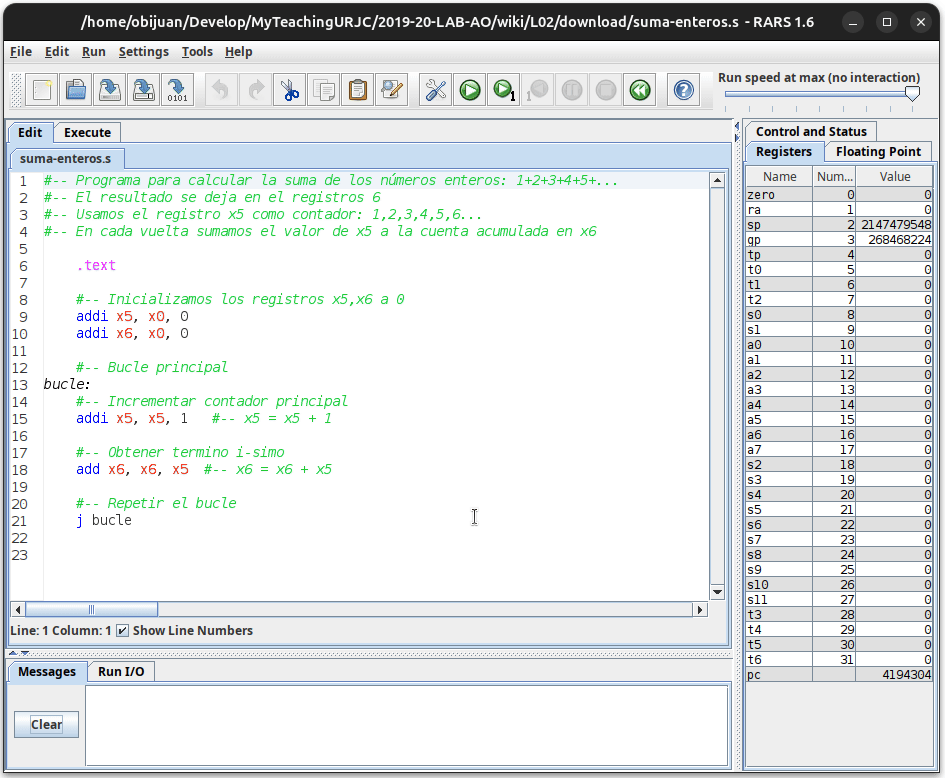 /home/obijuan/Develop/MyTeachingURJC/2019-20-LAB-AO/wiki/L02/download/suma-enteros.s - RARS 1.6
File Edit Run Settings Tools Help
0101
1
Run speed at max (no interaction)
Edit Execute
suma-enteros.s
1 #-- Programa para calcular la suma de los números enteros: 1+2+3+4+5+...
2 #-- El resultado se deja en el registros 6
3 #-- Usamos el registro x5 como contador: 1,2,3,4,5,6...
4 #-- En cada vuelta sumamos el valor de x5 a la cuenta acumulada en x6
5
6 .text
7
8 #-- Inicializamos los registros x5,x6 a 0
9 addi x5, x0, 0
10 addi x6, x0, 0
11
12 #-- Bucle principal
13 bucle:
14 #-- Incrementar contador principal
15 addi x5, x5, 1 #-- x5 = x5 + 1
16
17 #-- Obtener termino i-simo
18 add x6, x6, x5 #-- x6 = x6 + x5
19
20 #-- Repetir el bucle
21 j bucle
22
23
Line: 1 Column: 1 Show Line Numbers
Messages Run I/O
Clear
Control and Status
Registers Floating Point
Name Num... Value
zero 0 0
ra 1 0
sp 2 2147479548
gp 3 268468224
tp 4 0
t0 5 0
t1 6 0
t2 7 0
s0 8 0
s1 9 0
a0 10 0
a1 11 0
a2 12 0
a3 13 0
a4 14 0
a5 15 0
a6 16 0
a7 17 0
s2 18 0
s3 19 0
s4 20 0
s5 21 0
s6 22 0
s7 23 0
s8 24 0
s9 25 0
s10 26 0
s11 27 0
t3 28 0
t4 29 0
t5 30 0
t6 31 0
pc 4194304